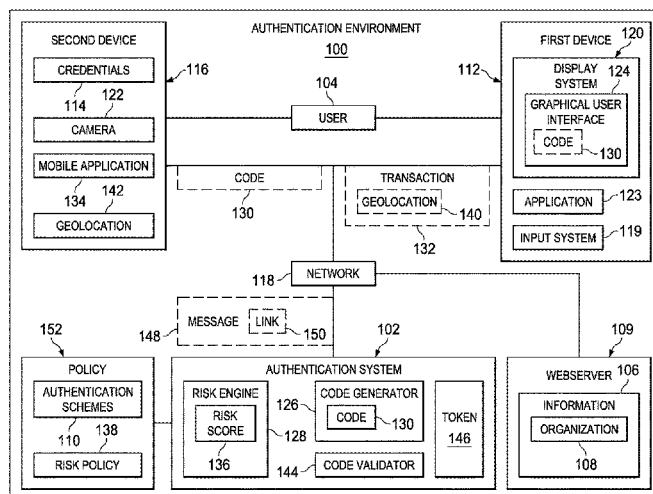 SECOND DEVICE
CREDENTIALS
114
122
CAMERA
MOBILE APPLICATION
134
142
GEOLOCATION
116
AUTHENTICATION ENVIRONMENT
100
104
USER
112
FIRST DEVICE
120
DISPLAY
SYSTEM
124
GRAPHICAL USER
INTERFACE
CODE
130
APPLICATION
123
INPUT SYSTEM
119
CODE
130
TRANSACTION
GEOLOCATION
140
132
118
NETWORK
148
MESSAGE
LINK
150
152
POLICY
AUTHENTICATION
SCHEMES
110
138
RISK POLICY
102
AUTHENTICATION SYSTEM
RISK ENGINE
RISK
SCORE
136
128
126
CODE GENERATOR
CODE
130
144
CODE VALIDATOR
TOKEN
146
109
WEBSERVER
106
INFORMATION
ORGANIZATION
108